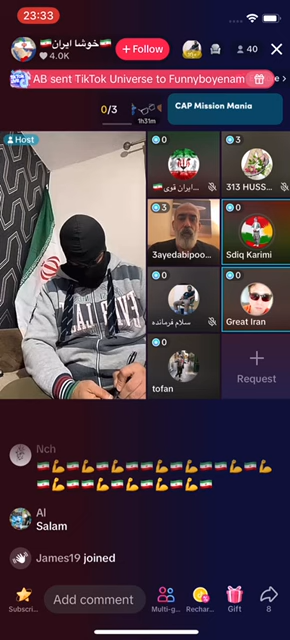 23:33
🇮🇷خوشا ایران🇮🇷
4.0K
+ Follow
40
AB sent TikTok Universe to Funnyboyenam
0/3
1h31m
CAP Mission Mania
Host
0
ایران قوی...
3
313 HUSS...
3
3ayedabipoo...
0
Sdiq Karimi
0
سلام فرمانده
0
Great Iran
0
tofan
+
Request
Nch
🇮🇷💪🇮🇷💪🇮🇷💪🇮🇷🇮🇷💪🇮🇷💪🇮🇷🇮🇷💪🇮🇷💪
🇮🇷💪🇮🇷🇮🇷💪🇮🇷💪🇮🇷💪🇮🇷💪🇮🇷
Al
Salam
James19 joined
Subscri...
Add comment
Multi-g...
Rechar...
Gift
8